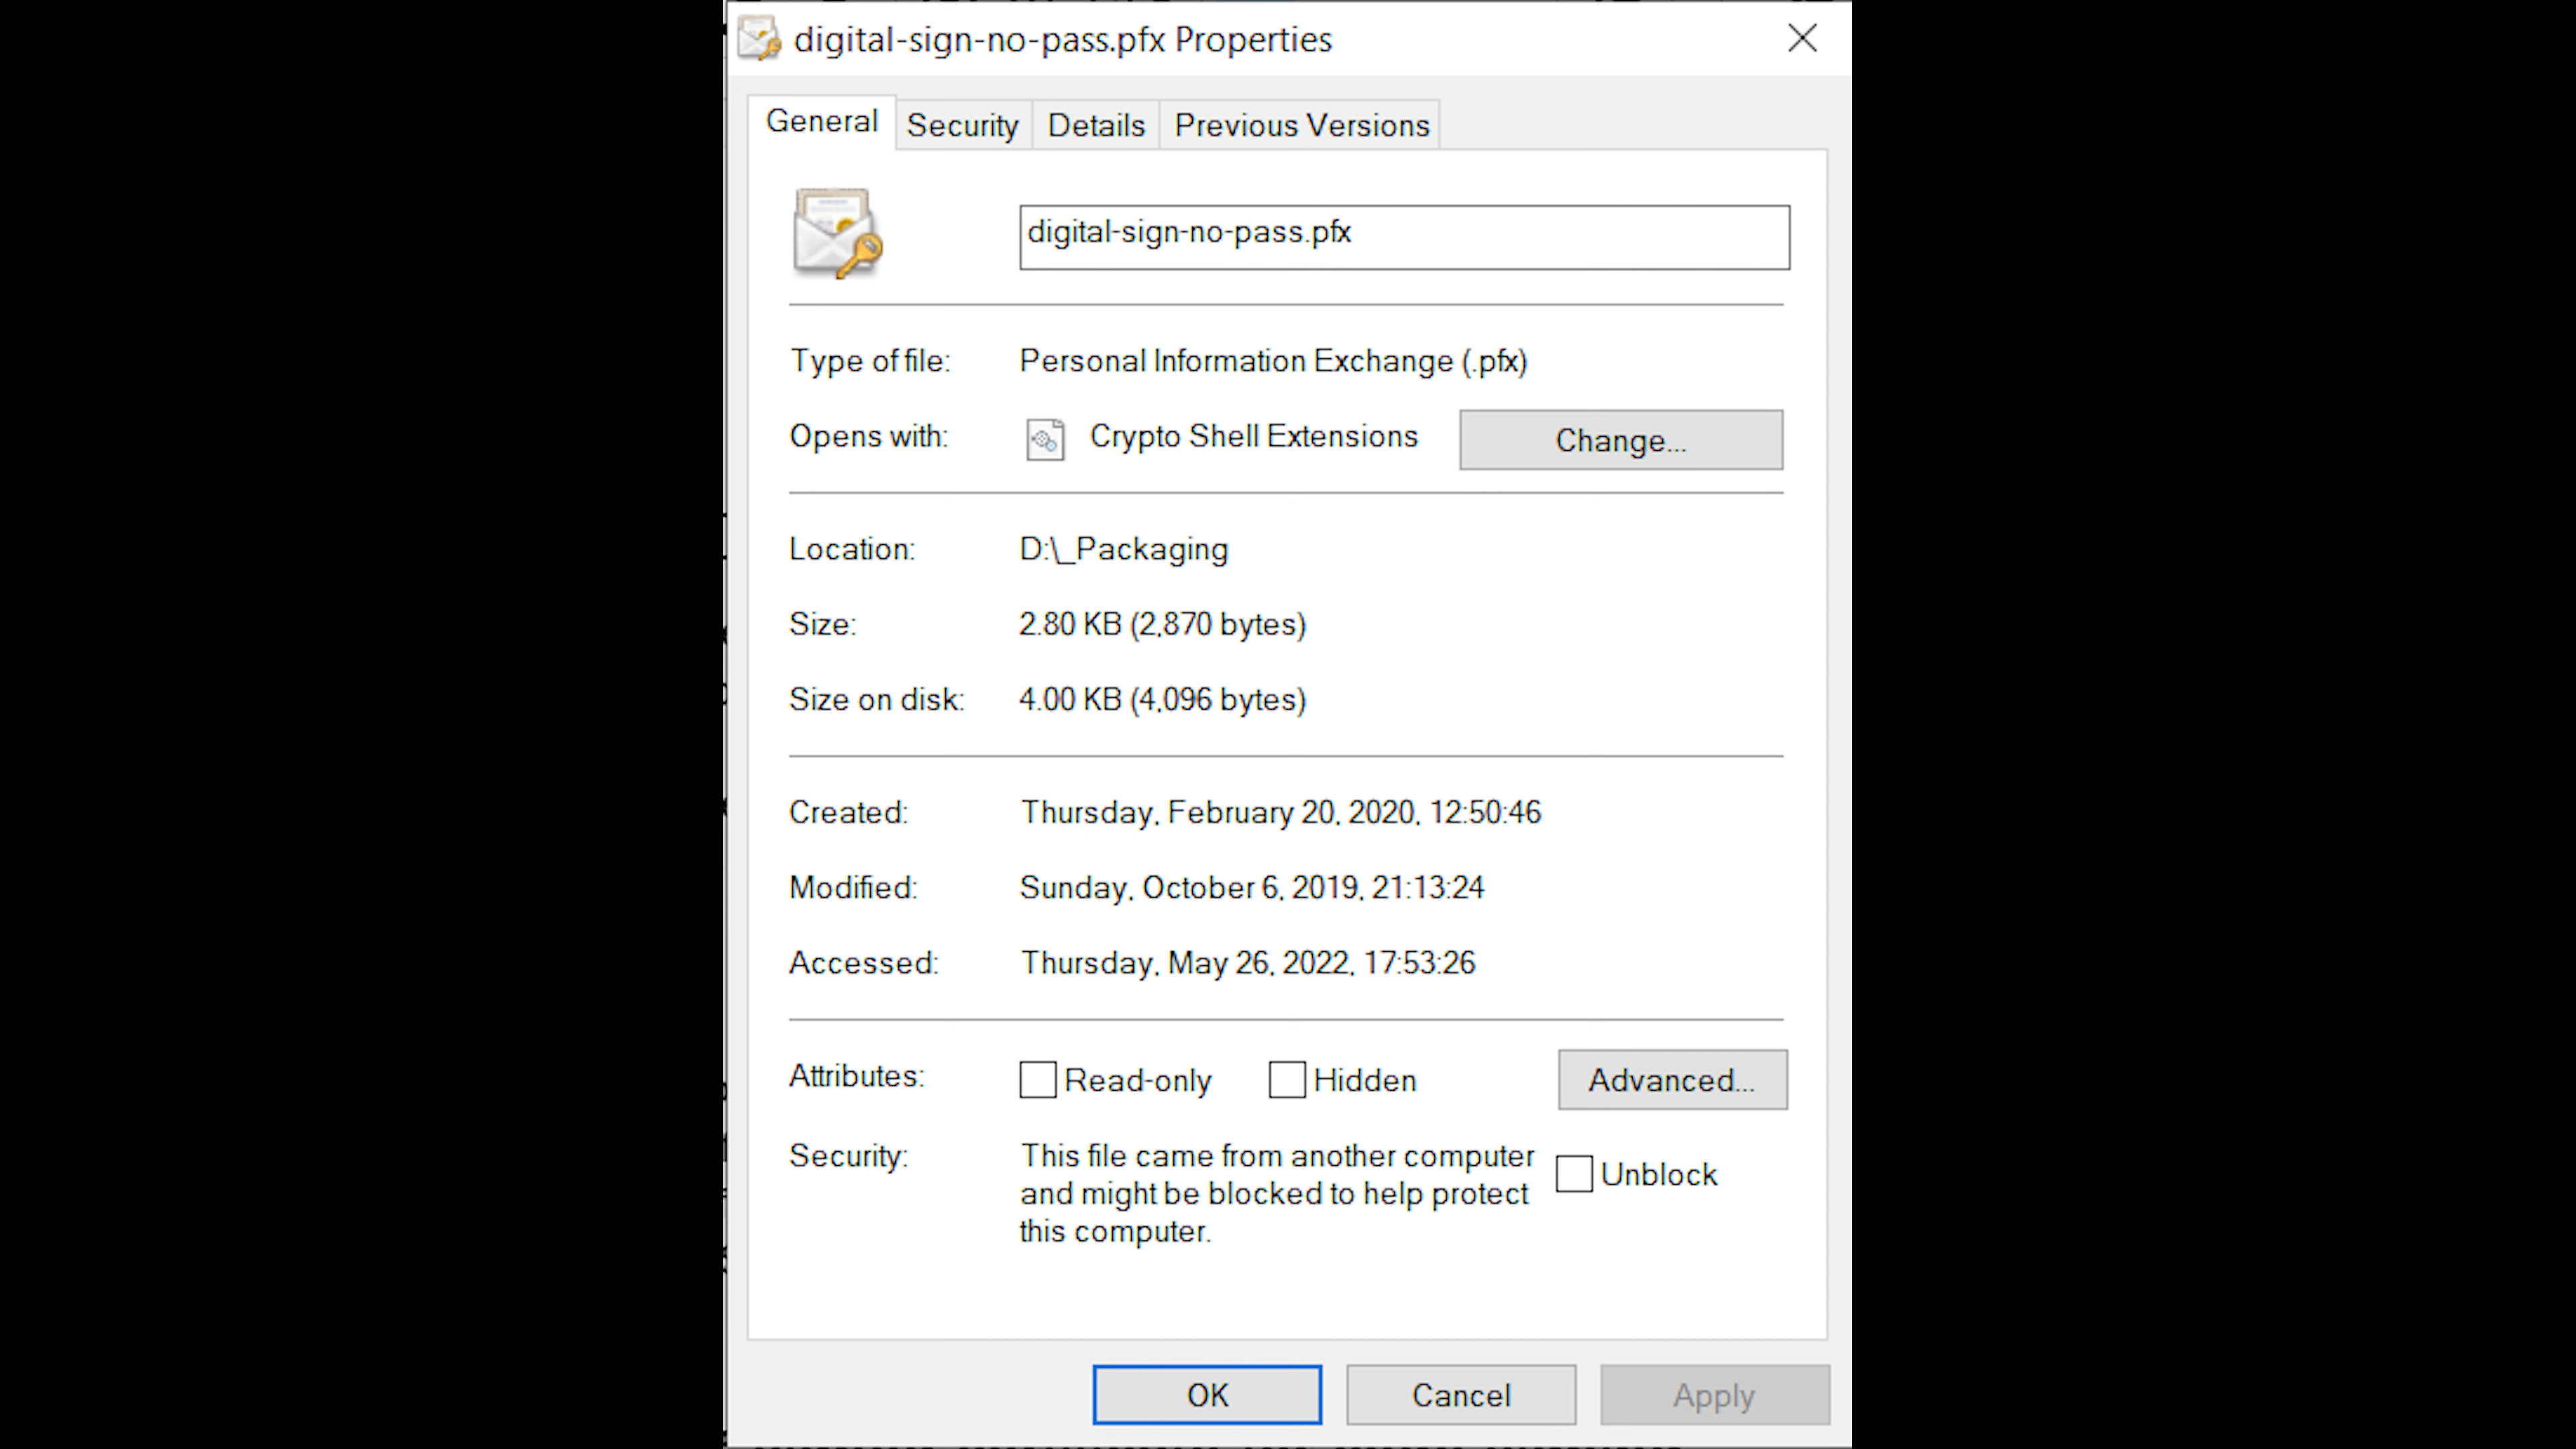 digital-sign-no-pass.pfx Properties
General Security Details Previous Versions
digital-sign-no-pass.pfx
Type of file: Personal Information Exchange (.pfx)
Opens with: Crypto Shell Extensions Change...
Location: D:\_Packaging
Size: 2.80 KB (2,870 bytes)
Size on disk: 4.00 KB (4,096 bytes)
Created: Thursday, February 20, 2020, 12:50:46
Modified: Sunday, October 6, 2019, 21:13:24
Accessed: Thursday, May 26, 2022, 17:53:26
Attributes: Read-only Hidden Advanced...
Security: This file came from another computer
and might be blocked to help protect
this computer.
Unblock
OK Cancel Apply